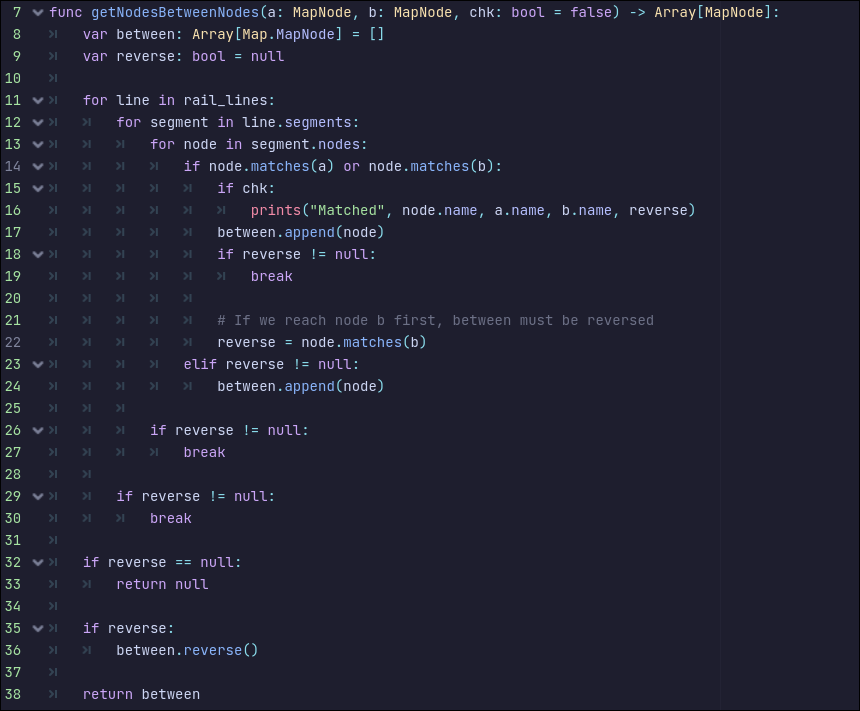 7 func getNodesBetweenNodes(a: MapNode, b: MapNode, chk: bool = false) -> Array[MapNode]:
8 var between: Array[Map.MapNode] = []
9 var reverse: bool = null
10
11 for line in rail_lines:
12 for segment in line.segments:
13 for node in segment.nodes:
14 if node.matches(a) or node.matches(b):
15 if chk:
16 prints("Matched", node.name, a.name, b.name, reverse)
17 between.append(node)
18 if reverse != null:
19 break
20
21 # If we reach node b first, between must be reversed
22 reverse = node.matches(b)
23 elif reverse != null:
24 between.append(node)
25
26 if reverse != null:
27 break
28
29 if reverse != null:
30 break
31
32 if reverse == null:
33 return null
34
35 if reverse:
36 between.reverse()
37
38 return between